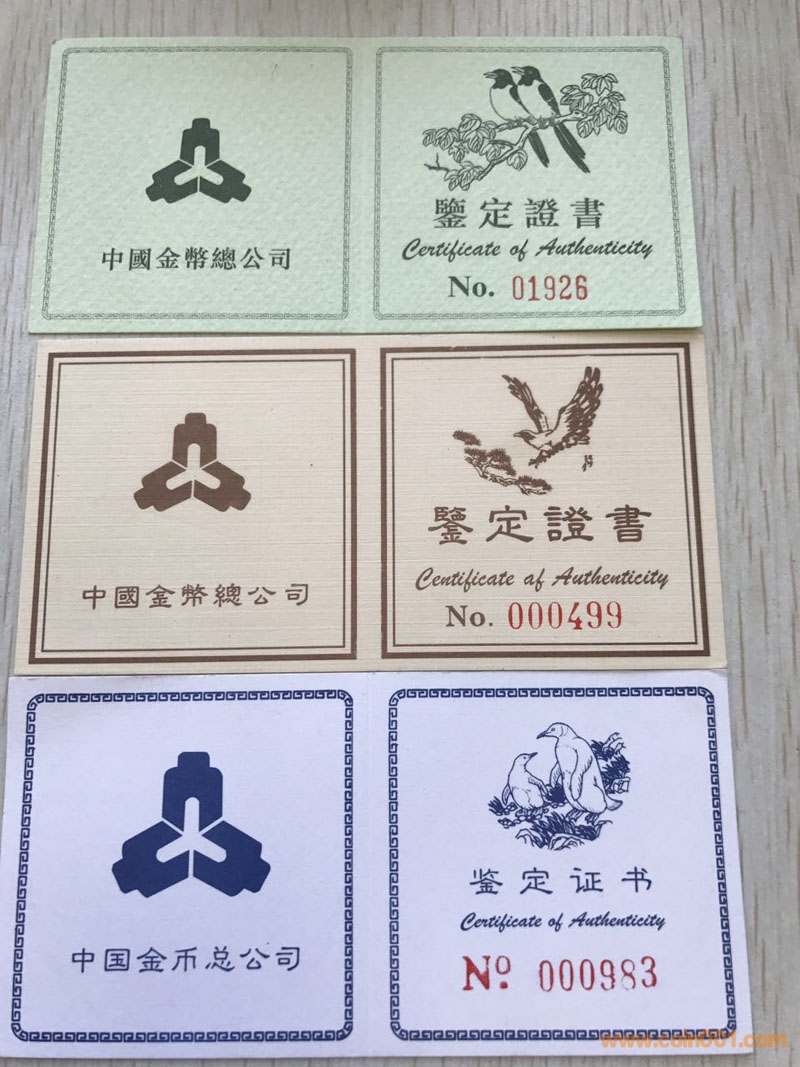 中國金幣總公司
鑒定證書
Certificate of Authenticity
No. 01926
中國金幣總公司
鑒定證書
Centificate af Authenticity
No. 000499
中国金币总公司
鉴定证书
Certificate of Authenticity
Nº 000983
www.coin001.com